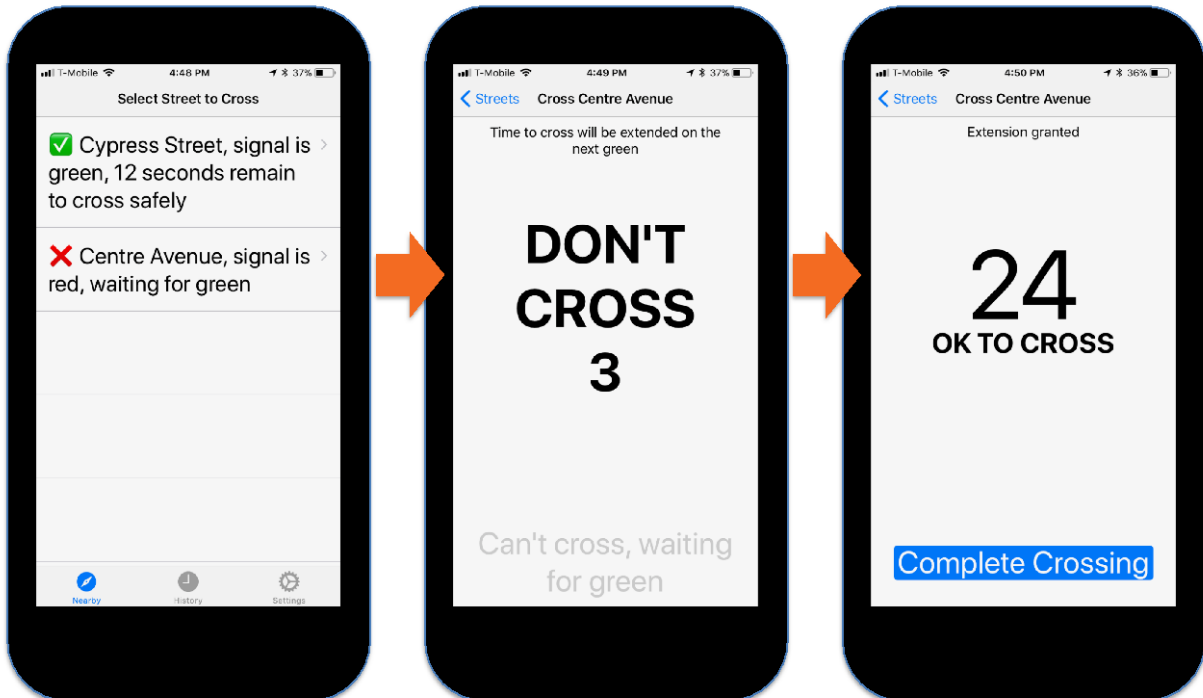 T-Mobile 4:48 PM 37%
Select Street to Cross
✅ Cypress Street, signal is
green, 12 seconds remain
to cross safely
❌ Centre Avenue, signal is
red, waiting for green
Nearby History Settings
T-Mobile 4:49 PM 37%
Streets Cross Centre Avenue
Time to cross will be extended on the
next green
DON'T
CROSS
3
Can't cross, waiting
for green
T-Mobile 4:50 PM 36%
Streets Cross Centre Avenue
Extension granted
24
OK TO CROSS
Complete Crossing